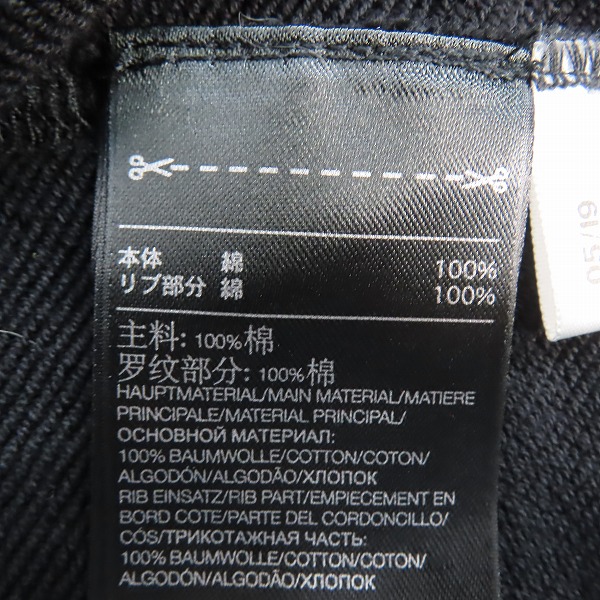 本体 綿 100%
リブ部分 綿 100%
主料: 100%棉
罗纹部分: 100%棉
HAUPTMATERIAL/MAIN MATERIAL/MATIERE
PRINCIPALE/MATERIAL PRINCIPAL/
ОСНОВНОЙ МАТЕРИАЛ:
100% BAUMWOLLE/COTTON/COTON/
ALGODÓN/ALGODÃO/ХЛОПОК
RIB EINSATZ/RIB PART/EMPIECEMENT EN
BORD COTE/PARTE DEL CORDONCILLO/
CÓS/ТРИКОТАЖНАЯ ЧАСТЬ:
100% BAUMWOLLE/COTTON/COTON/
ALGODÓN/ALGODÃO/ХЛОПОК
05/19